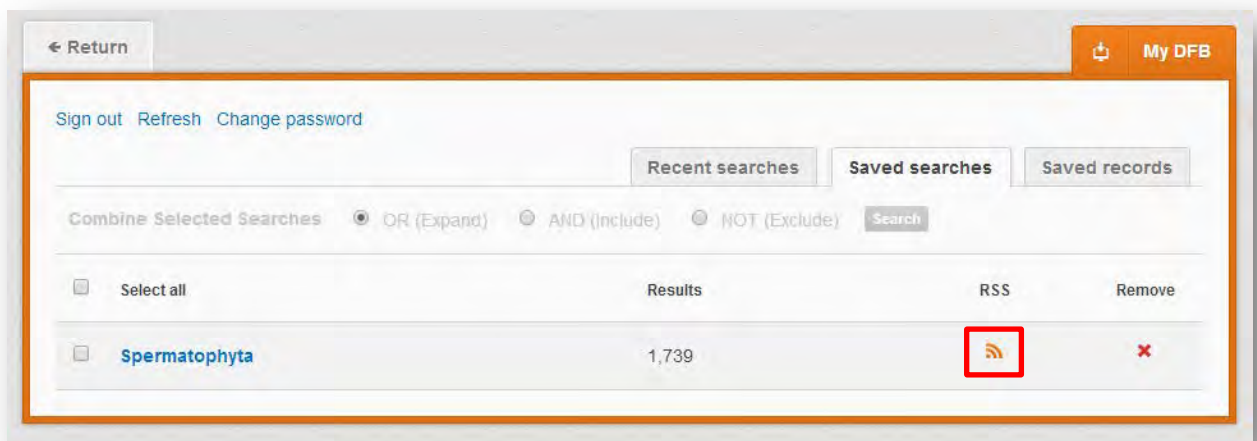 Return
My DFB
Sign out Refresh Change password
Recent searches Saved searches Saved records
Combine Selected Searches OR (Expand) AND (Include) NOT (Exclude) Search
Select all Results RSS Remove
Spermatophyta 1,739